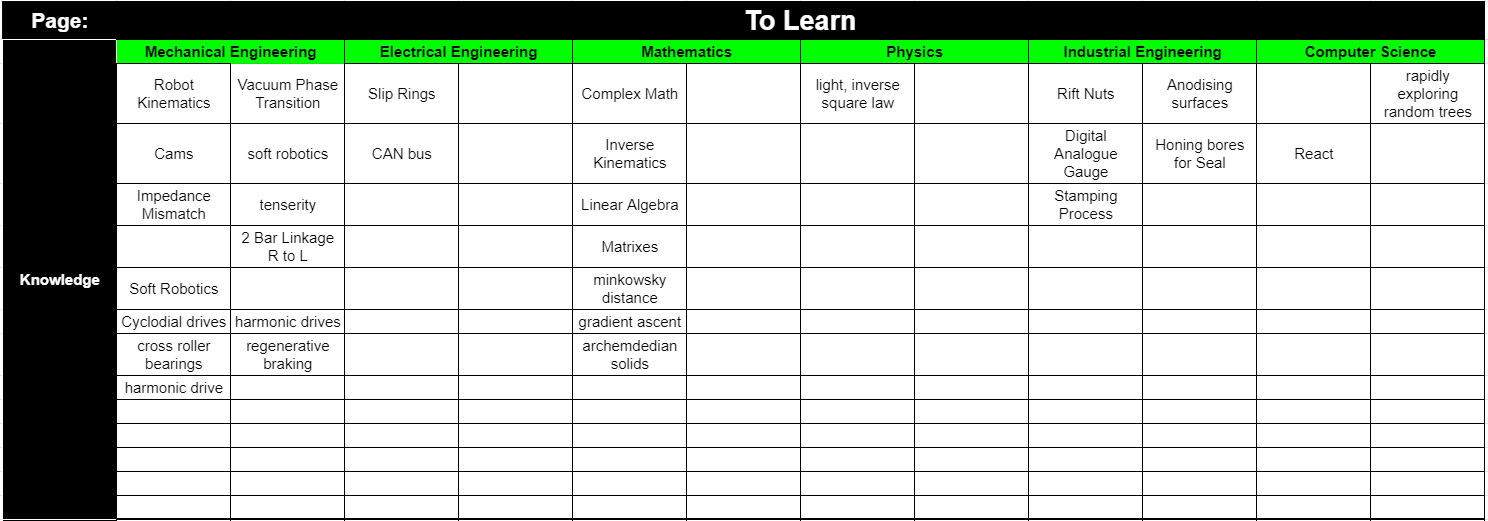 Page: To Learn
Mechanical Engineering Electrical Engineering Mathematics Physics Industrial Engineering Computer Science
Knowledge
Robot
Kinematics
Vacuum Phase
Transition
Slip Rings
Complex Math
light, inverse
square law
Rift Nuts
Anodising
surfaces
rapidly
exploring
random trees
Cams
soft robotics
CAN bus
Inverse
Kinematics
Digital
Analogue
Gauge
Honing bores
for Seal
React
Impedance
Mismatch
tenserity
Linear Algebra
Stamping
Process
2 Bar Linkage
R to L
Matrixes
Soft Robotics
minkowsky
distance
Cyclodial drives
harmonic drives
gradient ascent
cross roller
bearings
regenerative
braking
archemdedian
solids
harmonic drive